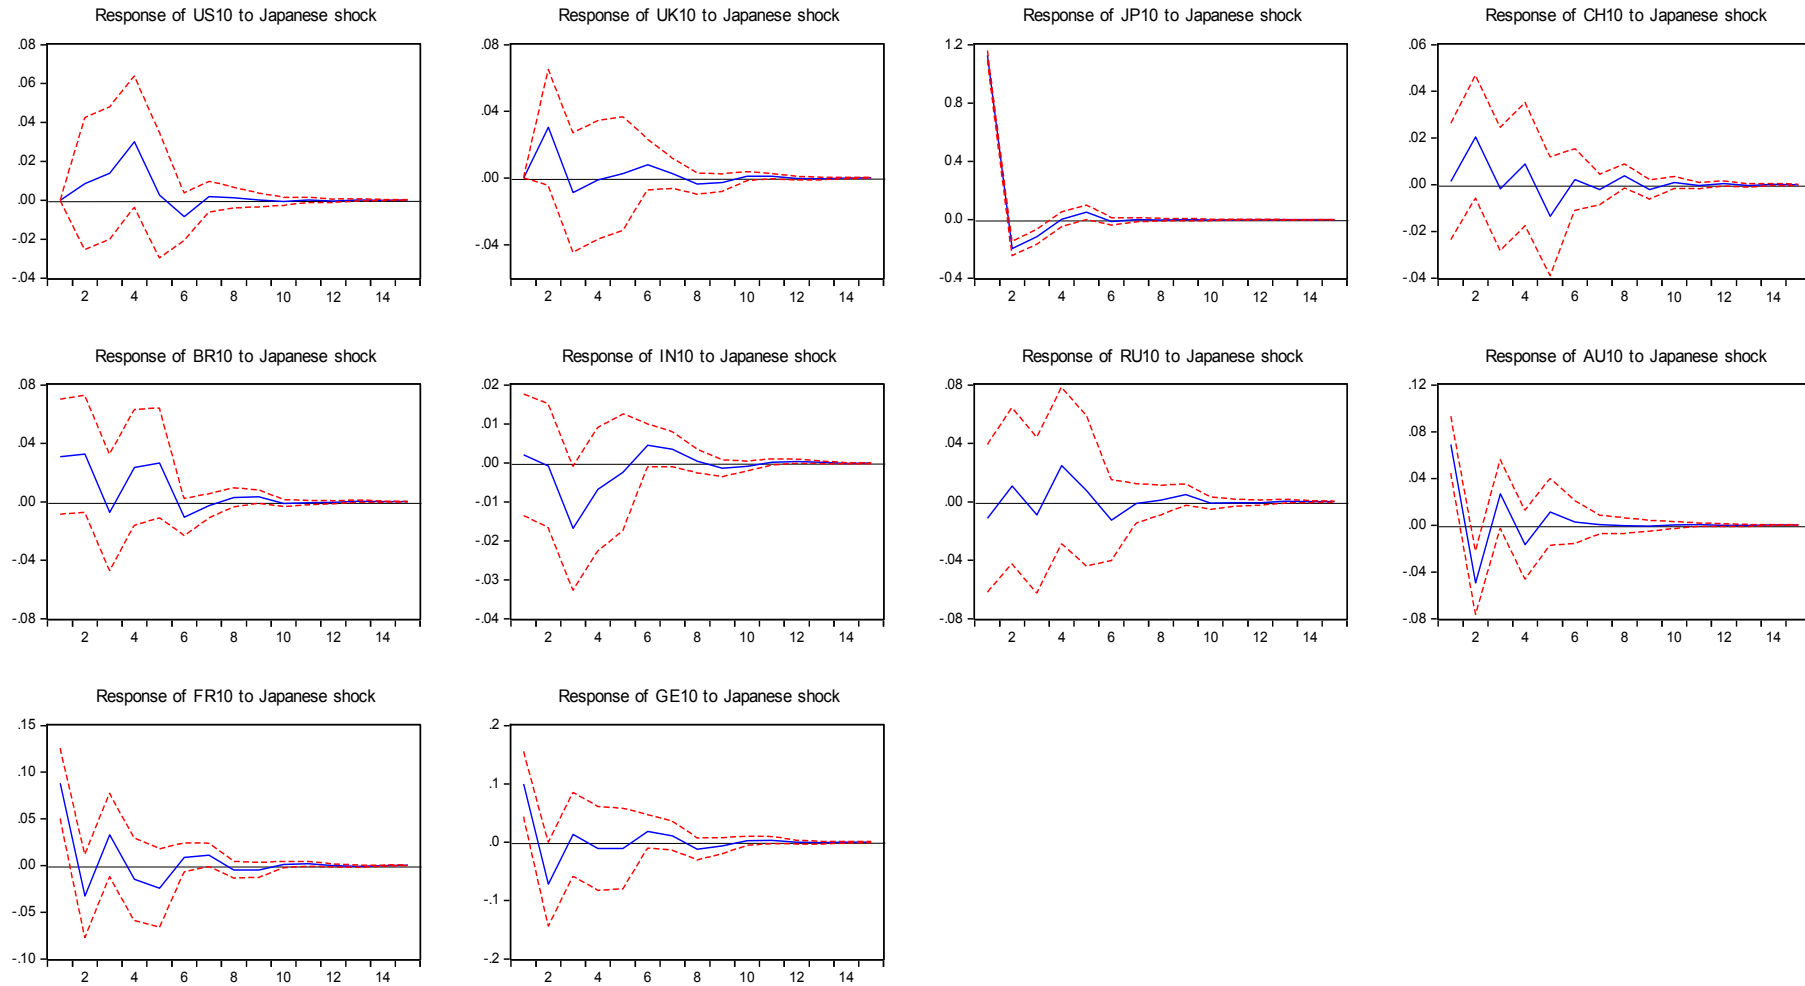 Response of US10 to Japanese shock
.08
.06
.04
.02
.00
-.02
-.04
2 4 6 8 10 12 14
Response of UK10 to Japanese shock
.08
.04
.00
-.04
2 4 6 8 10 12 14
Response of JP10 to Japanese shock
1.2
0.8
0.4
0.0
-0.4
2 4 6 8 10 12 14
Response of CH10 to Japanese shock
.06
.04
.02
.00
-.02
-.04
2 4 6 8 10 12 14
Response of BR10 to Japanese shock
.08
.04
.00
-.04
-.08
2 4 6 8 10 12 14
Response of IN10 to Japanese shock
.02
.01
.00
-.01
-.02
-.03
-.04
2 4 6 8 10 12 14
Response of RU10 to Japanese shock
.08
.04
.00
-.04
-.08
2 4 6 8 10 12 14
Response of AU10 to Japanese shock
.12
.08
.04
.00
-.04
-.08
2 4 6 8 10 12 14
Response of FR10 to Japanese shock
.15
.10
.05
.00
-.05
-.10
2 4 6 8 10 12 14
Response of GE10 to Japanese shock
.2
.1
.0
-.1
-.2
2 4 6 8 10 12 14